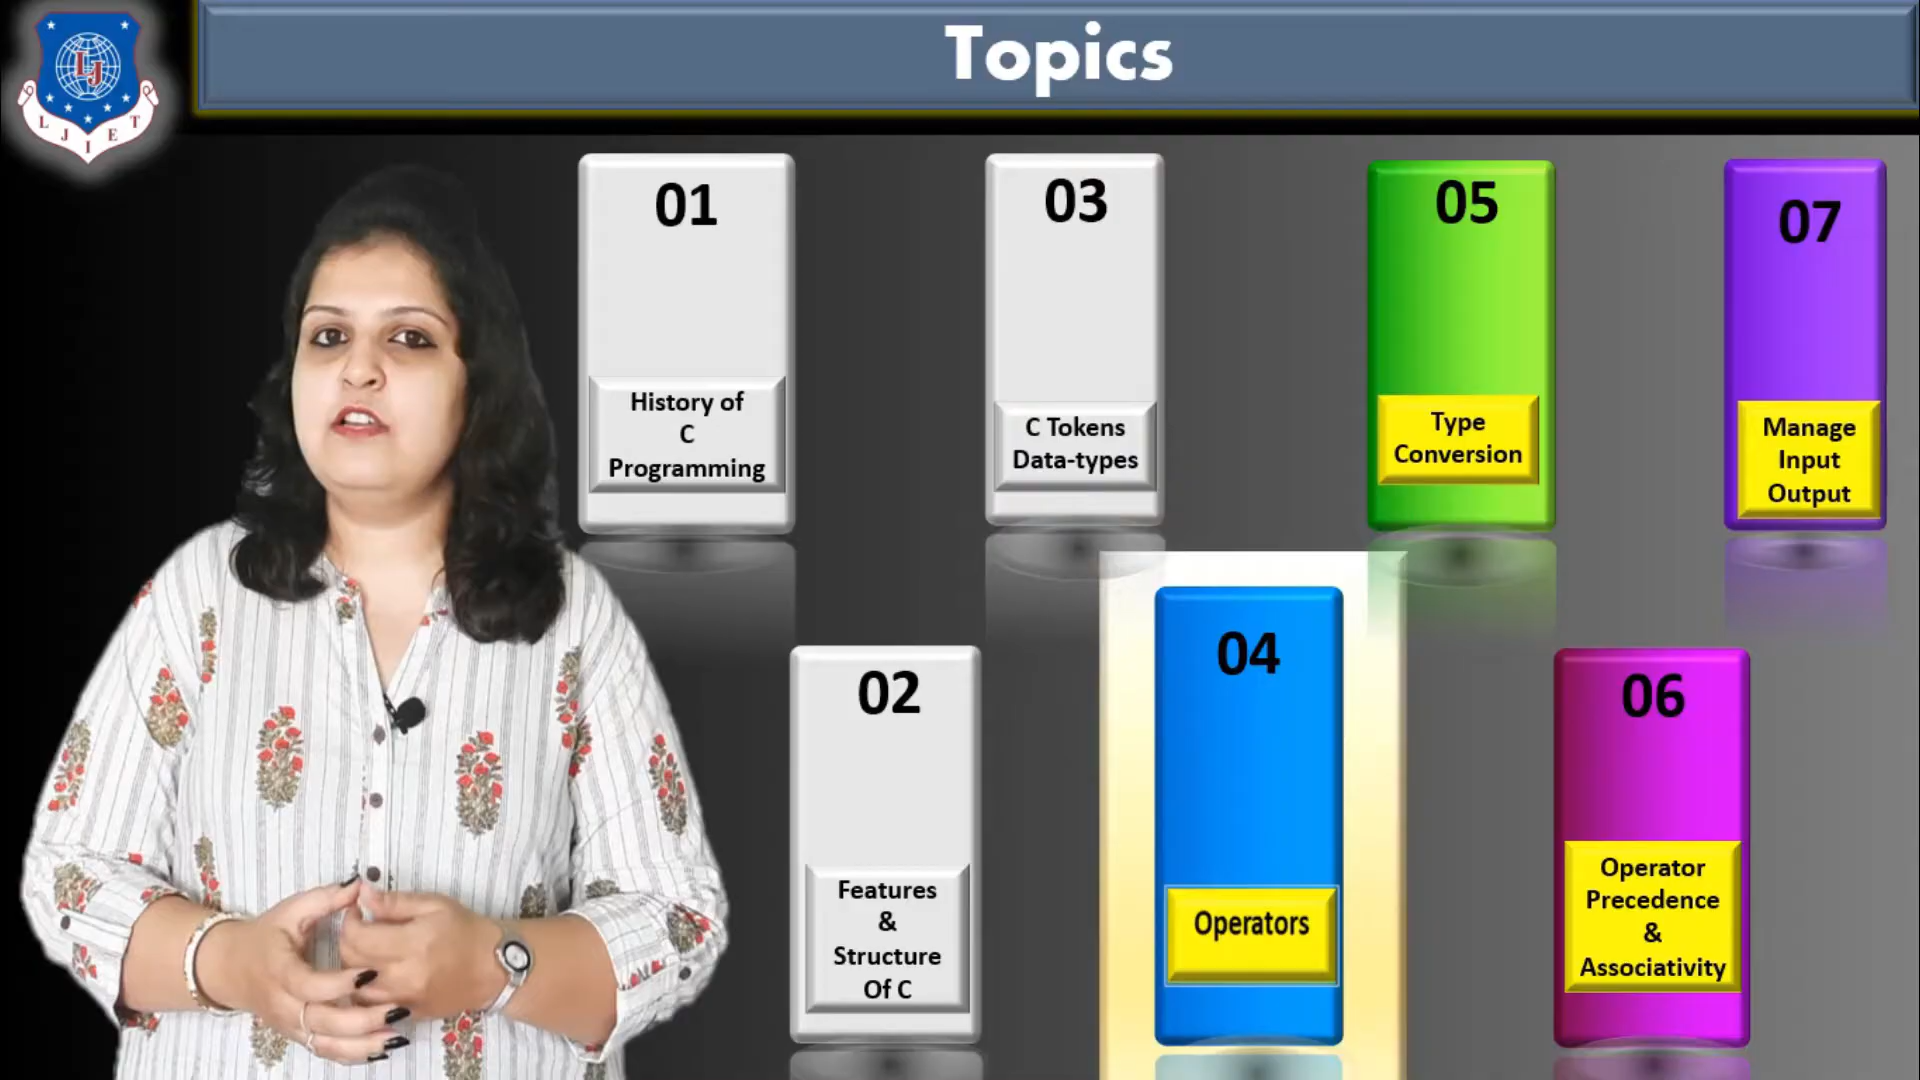 Topics
LJ
L J I E T
01
History of
C
Programming
02
Features
&
Structure
Of C
03
C Tokens
Data-types
04
Operators
05
Type
Conversion
06
Operator
Precedence
&
Associativity
07
Manage
Input
Output